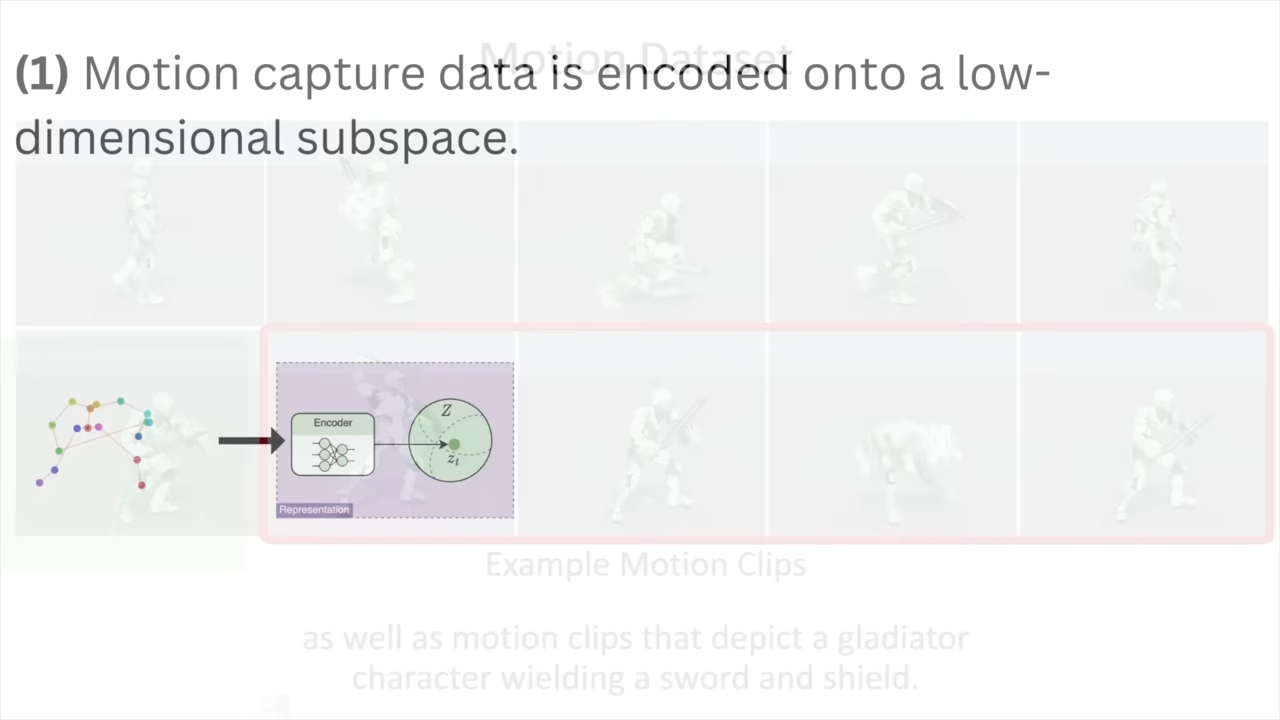 Motion Dataset
(1) Motion capture data is encoded onto a low-
dimensional subspace.
Encoder
Z
zt
Representation
Example Motion Clips
as well as motion clips that depict a gladiator
character wielding a sword and shield.